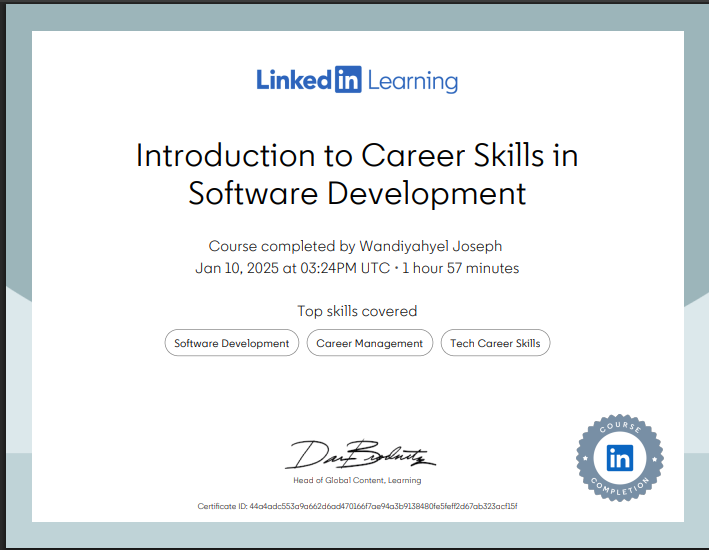 Linked in Learning
Introduction to Career Skills in
Software Development
Course completed by Wandiyahyel Joseph
Jan 10, 2025 at 03:24PM UTC • 1 hour 57 minutes
Top skills covered
Software Development
Career Management
Tech Career Skills
Head of Global Content, Learning
COURSE
in
COMPLETION
Certificate ID: 44a4adc553a9a662d6ad470166f7ae94a3b9138480fe5feff2d67ab323acf15f